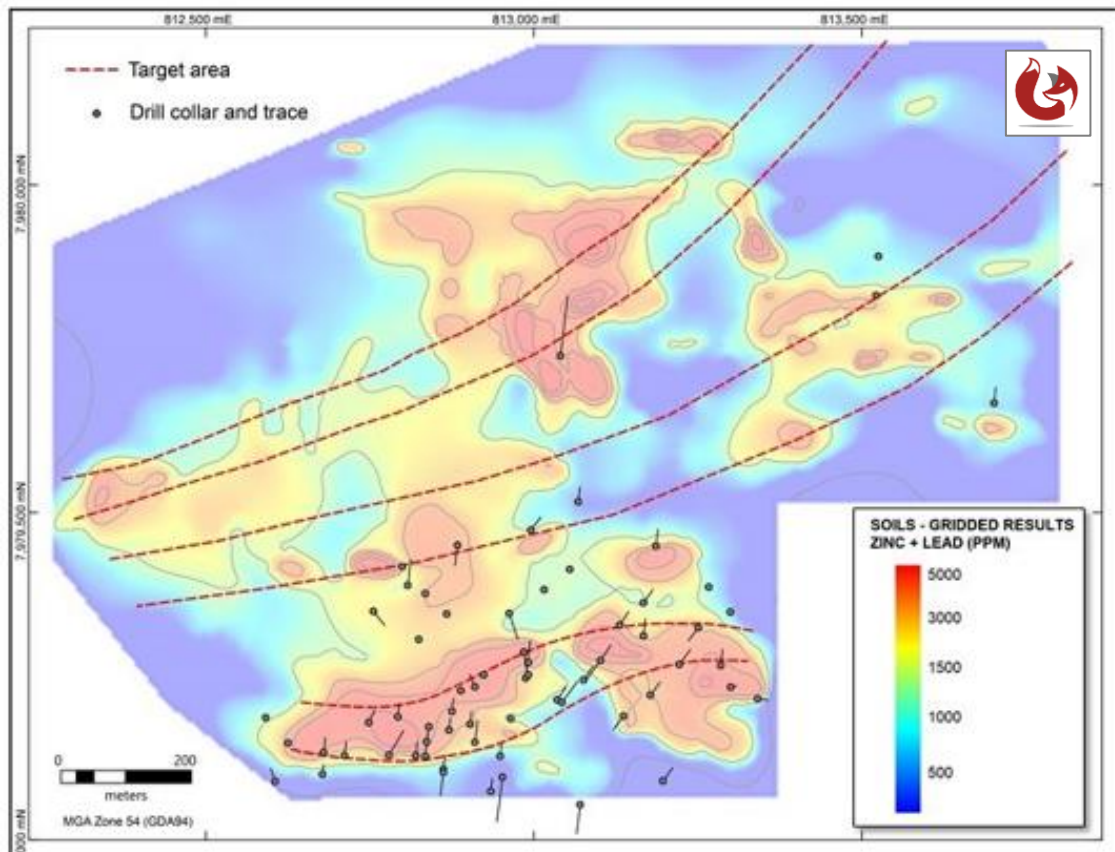 812,500 mE 813,000 mE 813,500 mE
Target area
Drill collar and trace
7,980,000 mN
7,979,500 mN
000 mN
SOILS - GRIDDED RESULTS
ZINC + LEAD (PPM)
5000
3000
1500
1000
500
0 200
meters
MGA Zone 54 (GDA94)